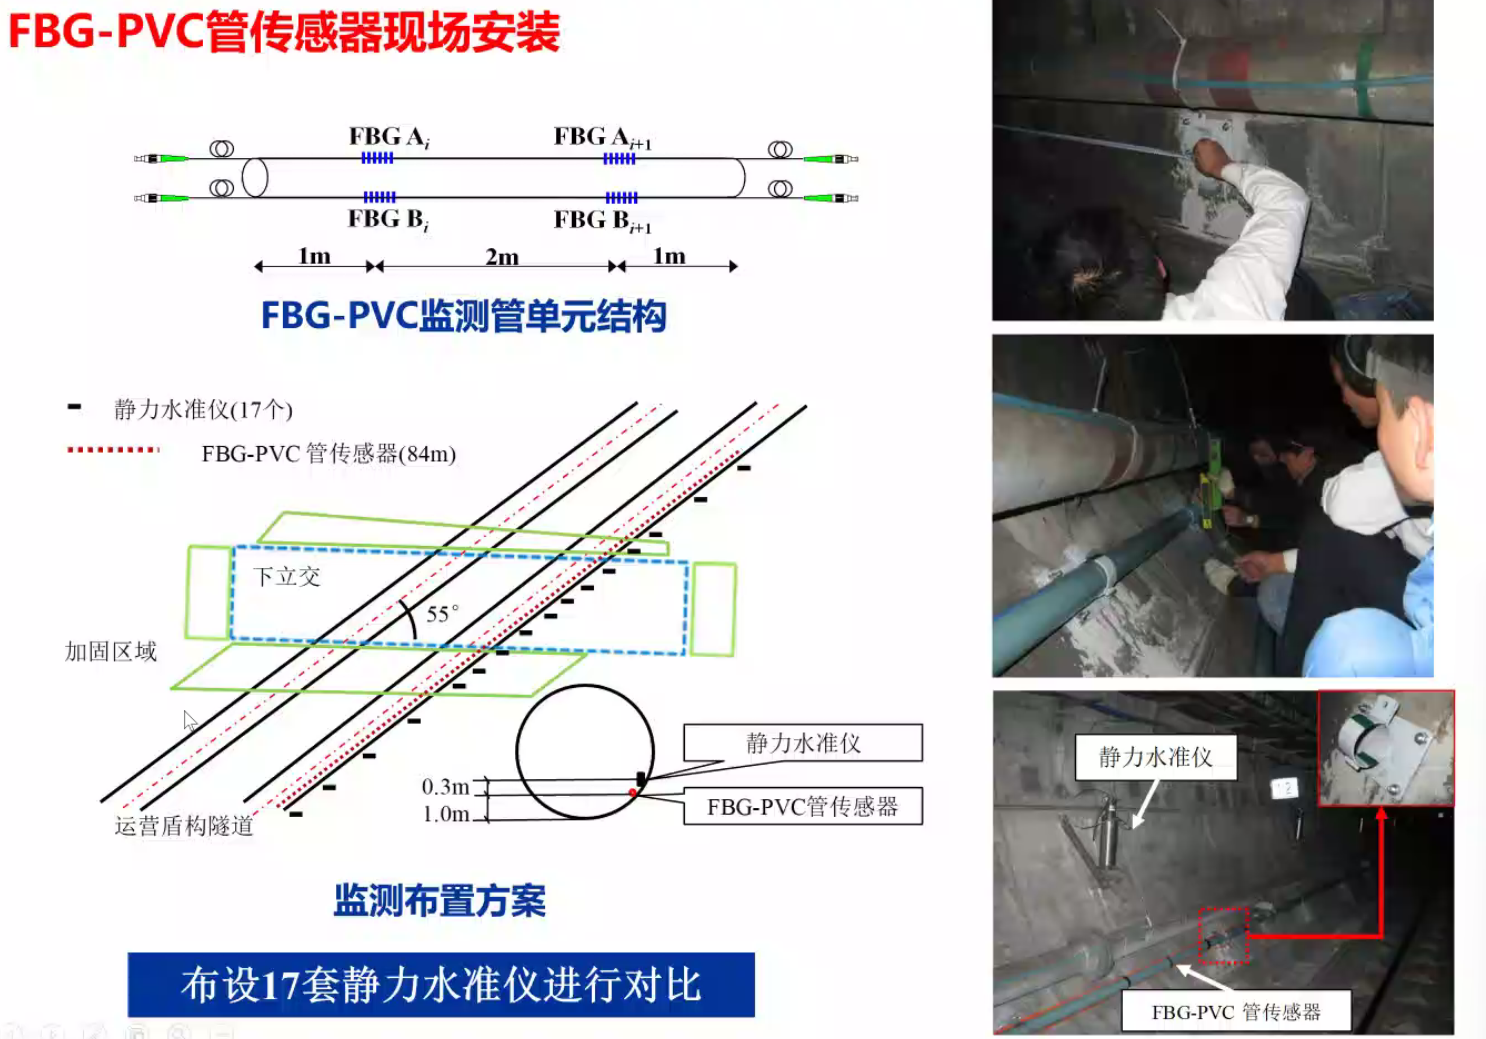 FBG-PVC管传感器现场安装
FBG Ai
FBG Ai+1
FBG Bi
FBG Bi+1
1m
2m
1m
FBG-PVC监测管单元结构
静力水准仪(17个)
FBG-PVC 管传感器(84m)
下立交
55°
加固区域
静力水准仪
0.3m
FBG-PVC管传感器
1.0m
运营盾构隧道
监测布置方案
布设17套静力水准仪进行对比
静力水准仪
FBG-PVC 管传感器